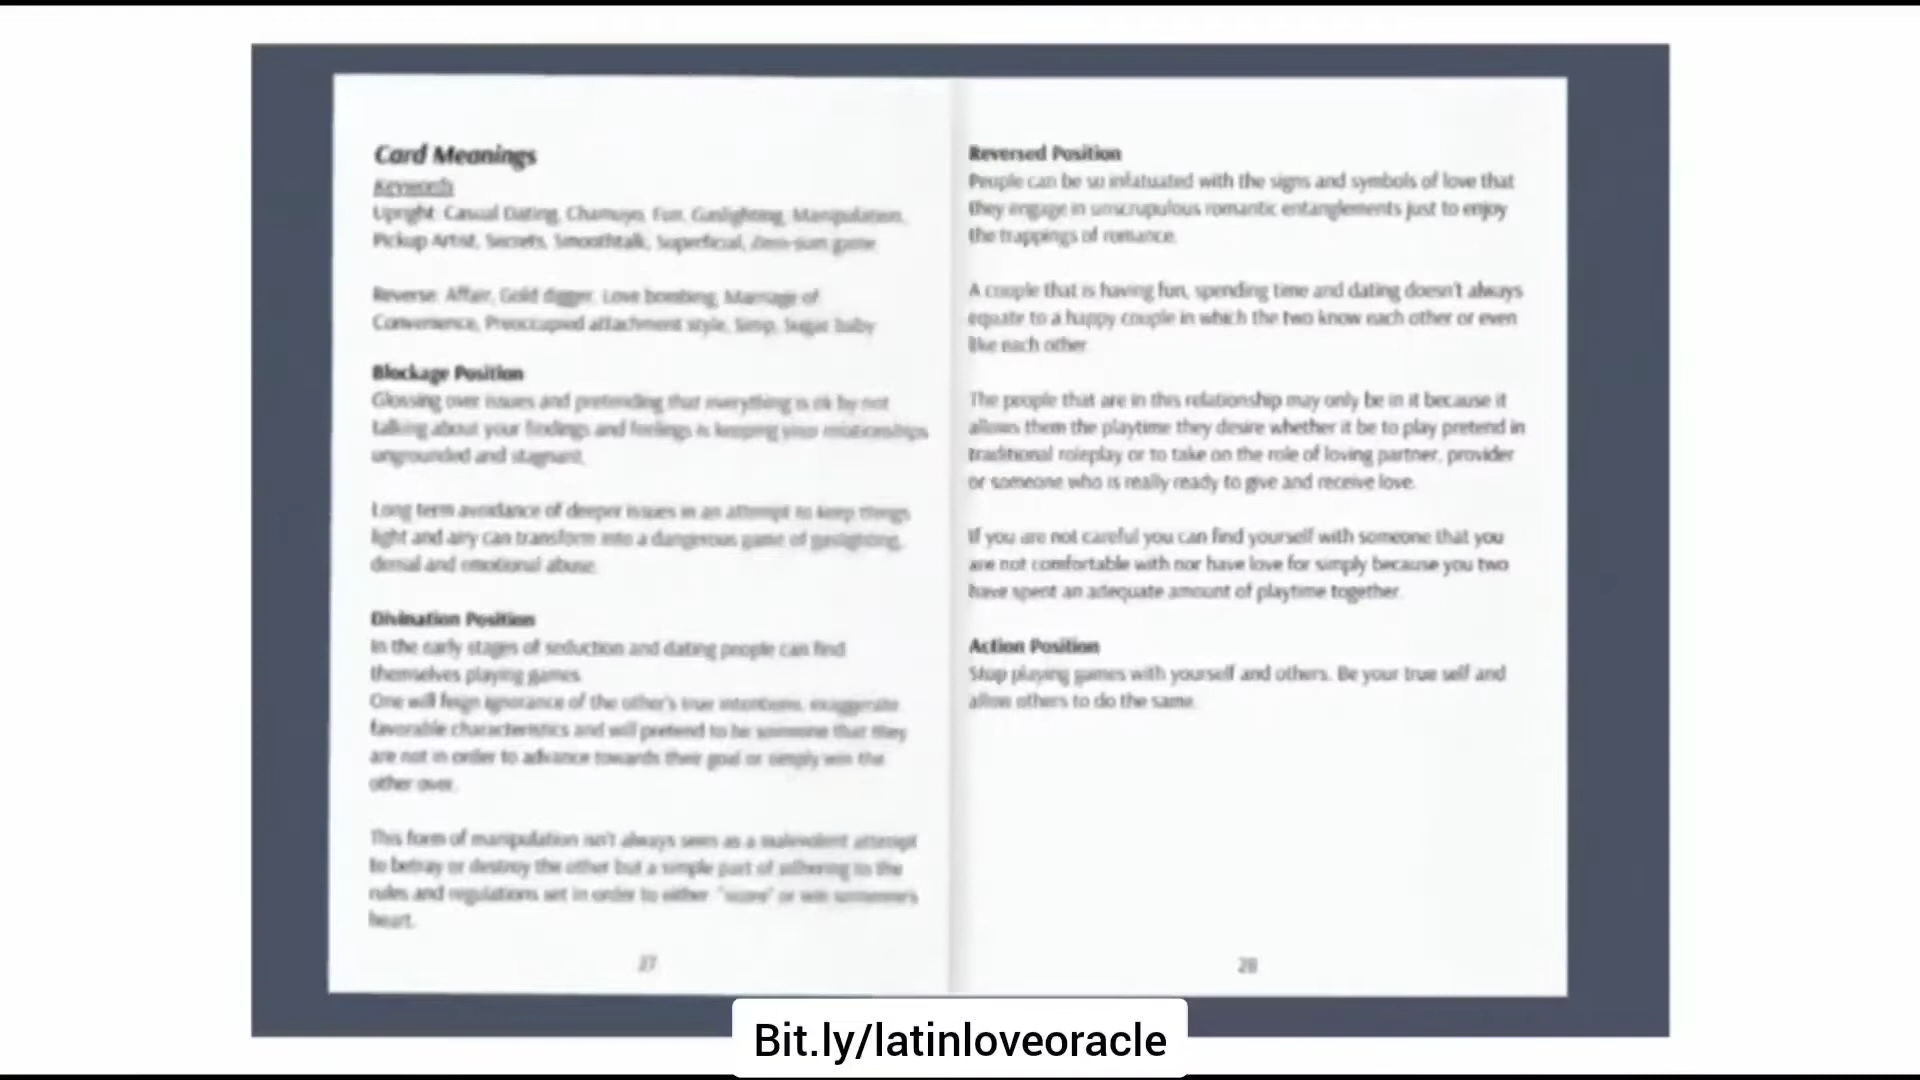 Card Meanings
Keywords
Upright: Casual Dating, Chamuyo, Fun, Gaslighting, Manipulation,
Pickup Artist, Secrets, Smoothtalk, Superficial, Zero-sum game
Reverse: Affair, Gold digger, Love bombing, Marriage of
Convenience, Preoccupied attachment style, Simp, Sugar baby
Blockage Position
Glossing over issues and pretending that everything is ok by not
talking about your findings and feelings is keeping your relationships
ungrounded and stagnant.
Long term avoidance of deeper issues in an attempt to keep things
light and airy can transform into a dangerous game of gaslighting,
denial and emotional abuse.
Divination Position
In the early stages of seduction and dating people can find
themselves playing games.
One will feign ignorance of the other's true intentions, exaggerate
favorable characteristics and will pretend to be someone that they
are not in order to advance towards their goal or simply win the
other over.
This form of manipulation isn't always seen as a malevolent attempt
to betray or destroy the other but a simple part of adhering to the
rules and regulations set in order to either "score" or win someone's
heart.
27
Reversed Position
People can be so infatuated with the signs and symbols of love that
they engage in unscrupulous romantic entanglements just to enjoy
the trappings of romance.
A couple that is having fun, spending time and dating doesn't always
equate to a happy couple in which the two know each other or even
like each other.
The people that are in this relationship may only be in it because it
allows them the playtime they desire whether it be to play pretend in
traditional roleplay or to take on the role of loving partner, provider
or someone who is really ready to give and receive love.
If you are not careful you can find yourself with someone that you
are not comfortable with nor have love for simply because you two
have spent an adequate amount of playtime together.
Action Position
Stop playing games with yourself and others. Be your true self and
allow others to do the same.
28
Bit.ly/latinloveoracle